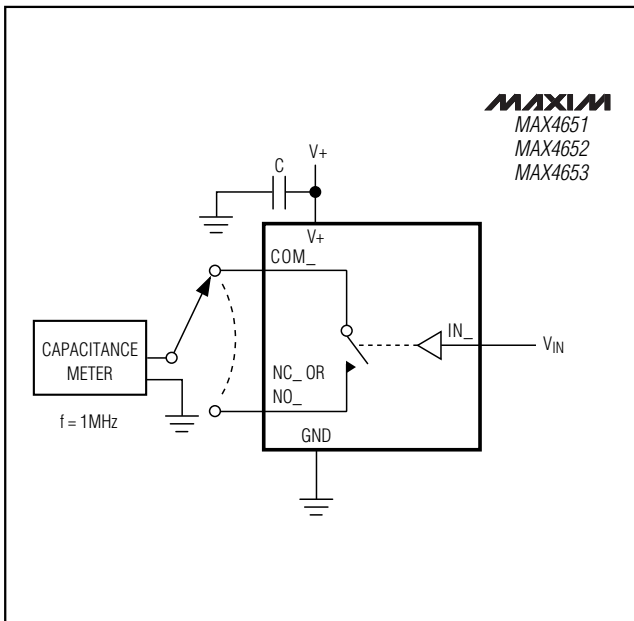 MAXIM
MAX4651
MAX4652
MAX4653
V+
C
V+
COM_
IN_
VIN
CAPACITANCE
METER
NC_ OR
NO_
f = 1MHz
GND